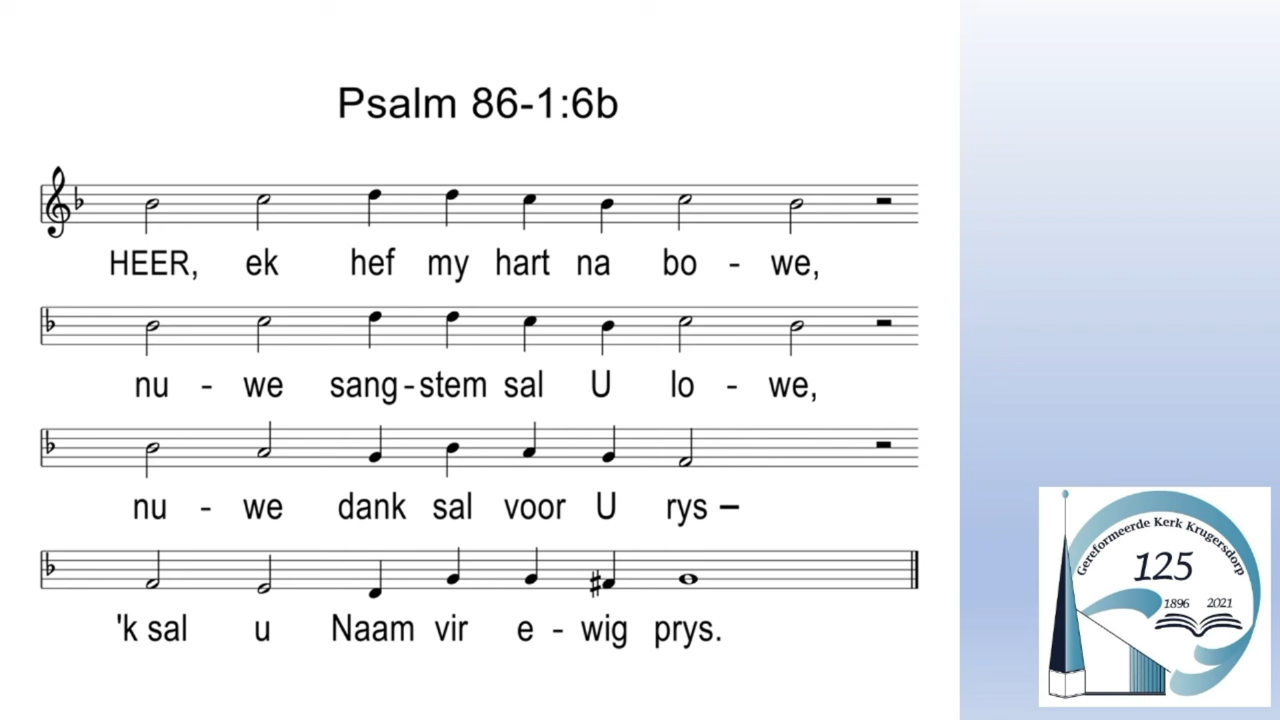 Psalm 86-1:6b
HEER, ek hef my hart na bo - we,
nu - we sang - stem sal U lo - we,
nu - we dank sal voor U rys –
'k sal u Naam vir e - wig prys.
Gereformeerde Kerk Krugersdorp
125
1896 2021